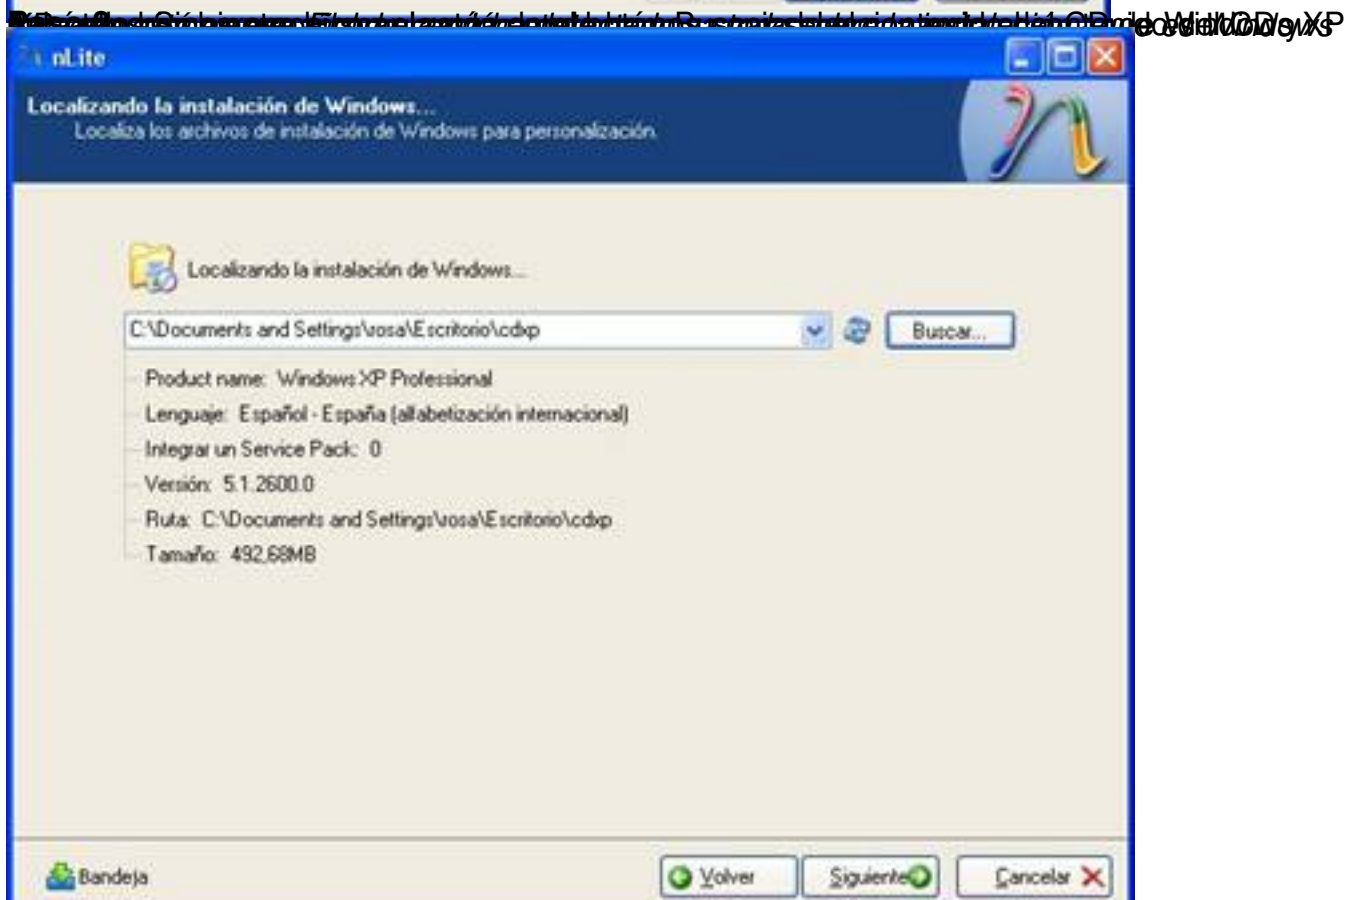 nLite
Localizando la instalación de Windows...
Localiza los archivos de instalación de Windows para personalización.
Localizando la instalación de Windows...
C:\Documents and Settings\rosa\Escritorio\cdxp
Buscar...
Product name: Windows XP Professional
Lenguaje: Español - España (alfabetización internacional)
Integrar un Service Pack: 0
Versión: 5.1.2600.0
Ruta: C:\Documents and Settings\rosa\Escritorio\cdxp
Tamaño: 492,68MB
Bandeja
Volver
Siguiente
Cancelar